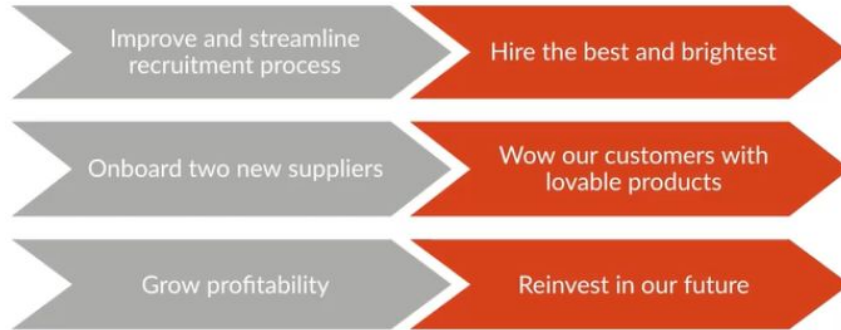 Improve and streamline
recruitment process
Hire the best and brightest
Onboard two new suppliers
Wow our customers with
lovable products
Grow profitability
Reinvest in our future